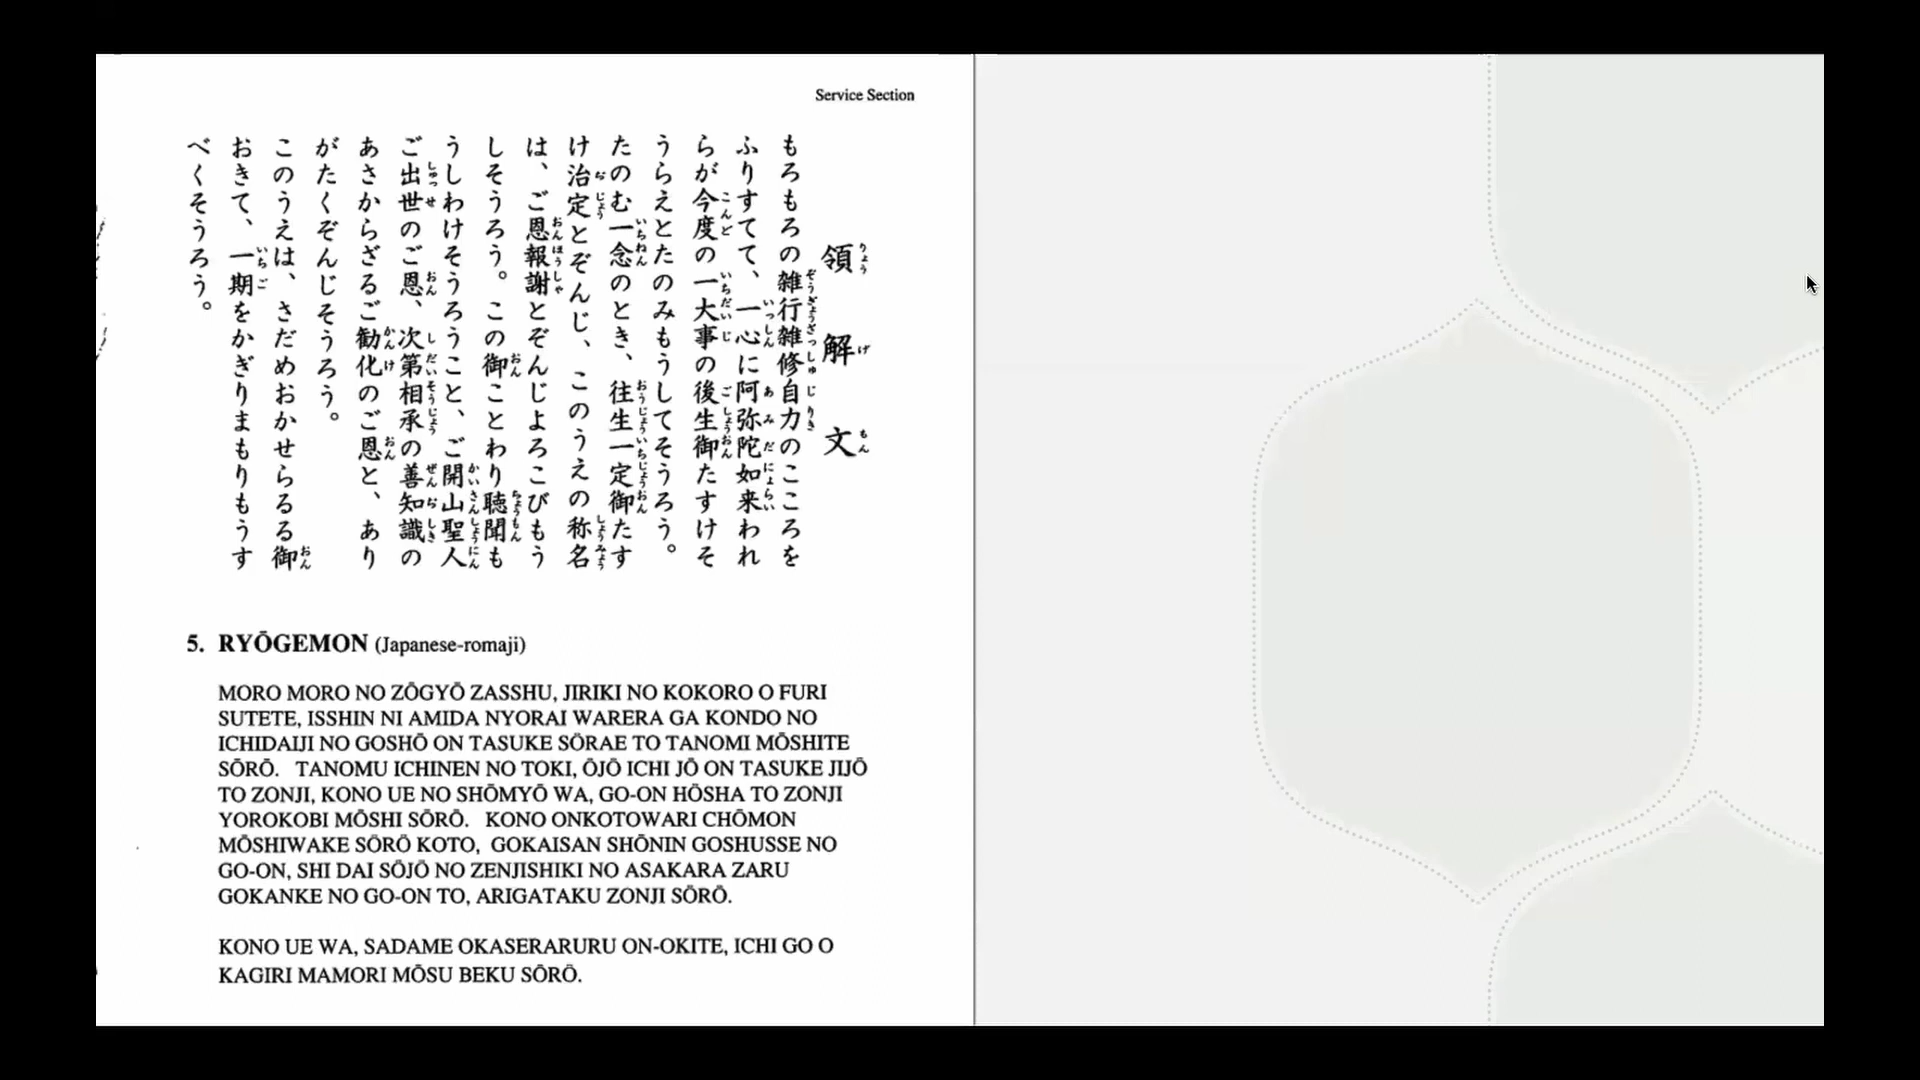 Service Section
領解文
もろもろの雑行雑修自力のこころを
ふりすてて、一心に阿弥陀如来われ
らが今度の一大事の後生御たすけそ
うらえとたのみもうしてそうろう。
たのむ一念のとき、往生一定御たす
け治定とぞんじ、このうえの称名
は、ご恩報謝とぞんじよろこびもう
しそうろう。この御ことわり聴聞も
うしわけそうろうこと、ご開山聖人
ご出世のご恩、次第相承の善知識の
あさからざるご勧化のご恩と、あり
がたくぞんじそうろう。
このうえは、さだめおかせらるる御
おきて、一期をかぎりまもりもうす
べくそうろう。
5. RYŌGEMON (Japanese-romaji)
MORO MORO NO ZŌGYŌ ZASSHU, JIRIKI NO KOKORO O FURI
SUTETE, ISSHIN NI AMIDA NYORAI WARERA GA KONDO NO
ICHIDAIJI NO GOSHŌ ON TASUKE SŌRAE TO TANOMI MŌSHITE
SŌRŌ. TANOMU ICHINEN NO TOKI, ŌJŌ ICHI JŌ ON TASUKE JIJŌ
TO ZONJI, KONO UE NO SHŌMYŌ WA, GO-ON HŌSHA TO ZONJI
YOROKOBI MŌSHI SŌRŌ. KONO ONKOTOWARI CHŌMON
MŌSHIWAKE SŌRŌ KOTO, GOKAISAN SHŌNIN GOSHUSSE NO
GO-ON, SHI DAI SŌJŌ NO ZENJISHIKI NO ASAKARA ZARU
GOKANKE NO GO-ON TO, ARIGATAKU ZONJI SŌRŌ.
KONO UE WA, SADAME OKASERARURU ON-OKITE, ICHI GO O
KAGIRI MAMORI MŌSU BEKU SŌRŌ.